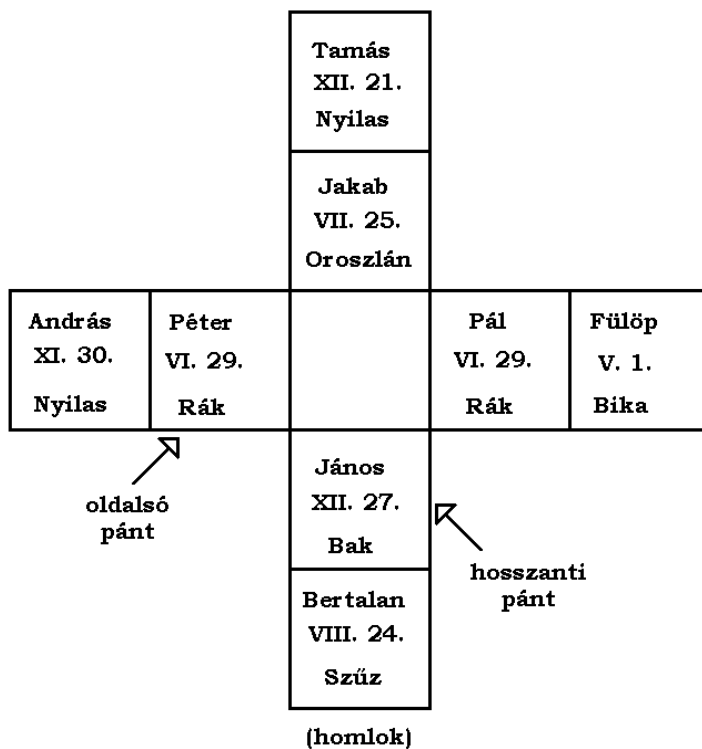 Tamás
XII. 21.
Nyilas
Jakab
VII. 25.
Oroszlán
András
XI. 30.
Nyilas
Péter
VI. 29.
Rák
Pál
VI. 29.
Rák
Fülöp
V. 1.
Bika
oldalsó
pánt
János
XII. 27.
Bak
hosszanti
pánt
Bertalan
VIII. 24.
Szűz
(homlok)